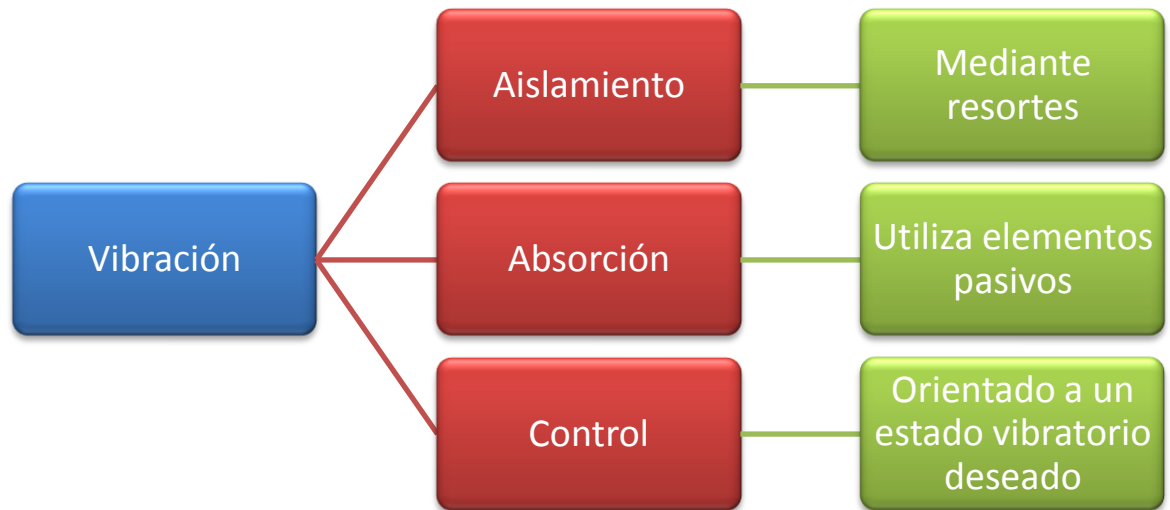 Vibración
Aislamiento
Mediante
resortes
Absorción
Utiliza elementos
pasivos
Control
Orientado a un
estado vibratorio
deseado